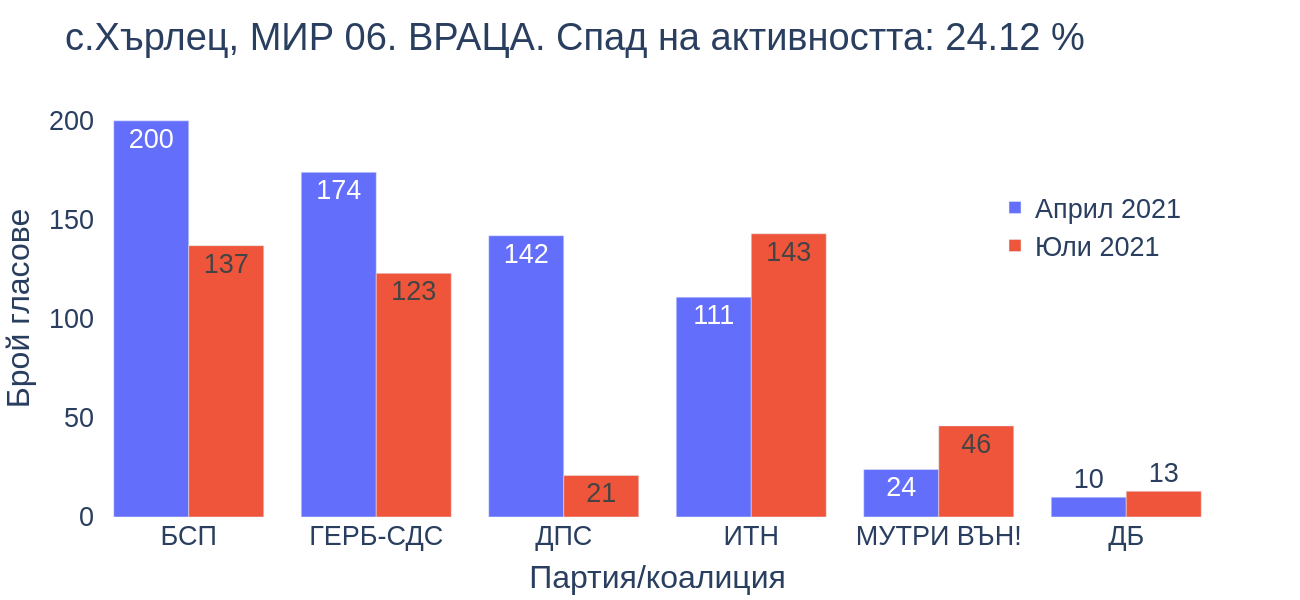 с.Хърлец, МИР 06. ВРАЦА. Спад на активността: 24.12 %
Брой гласове
200
150
100
50
0
200
137
174
123
142
21
111
143
24
46
10
13
Април 2021
Юли 2021
БСП
ГЕРБ-СДС
ДПС
ИТН
МУТРИ ВЪН!
ДБ
Партия/коалиция